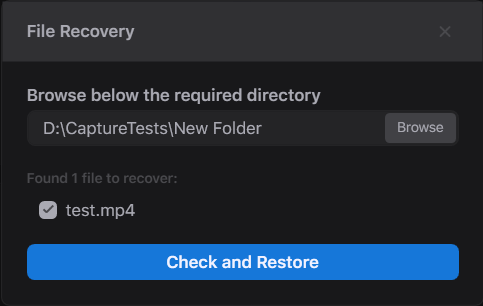 File Recovery
Browse below the required directory
D:\CaptureTests\New Folder
Browse
Found 1 file to recover:
test.mp4
Check and Restore